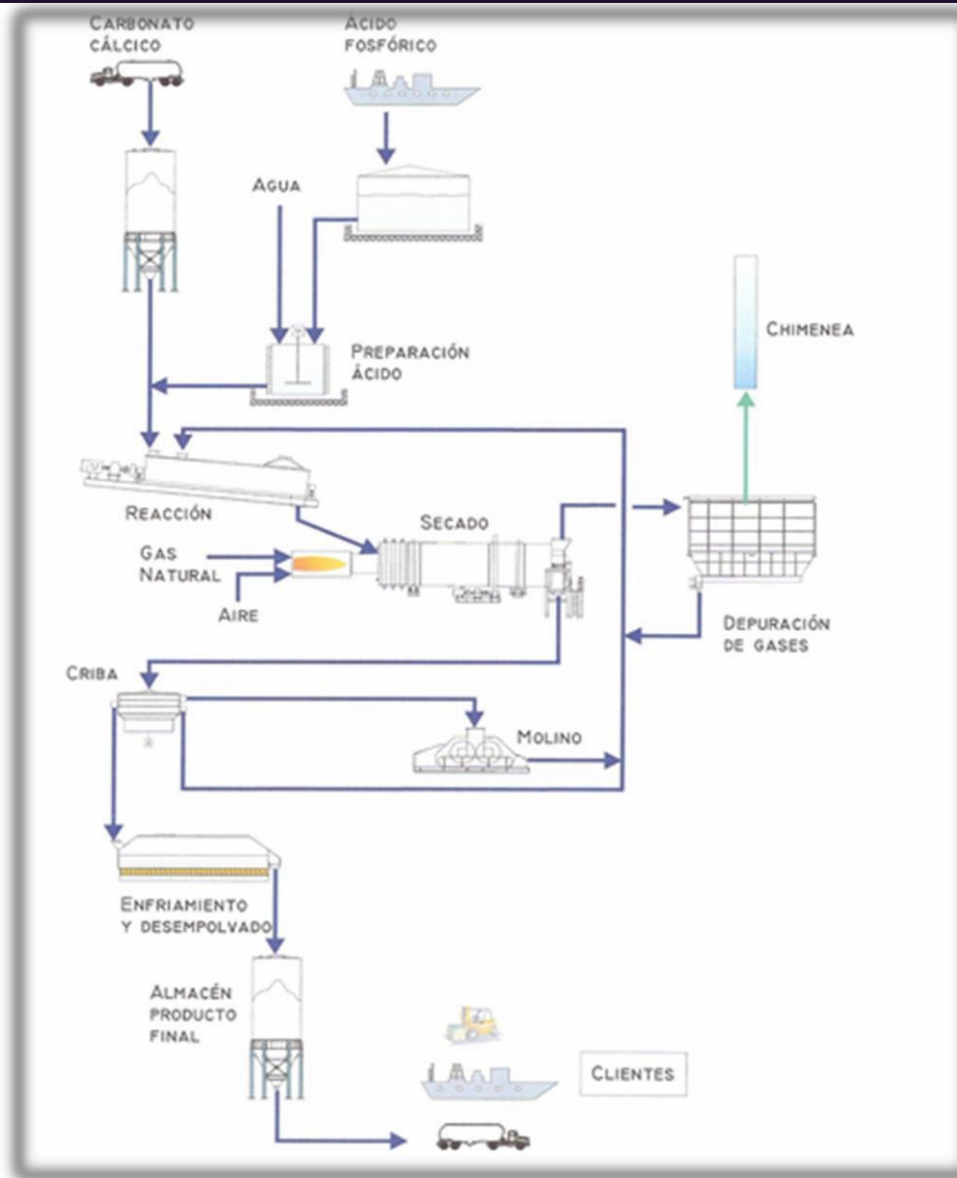 CARBONATO
CÁLCICO
ÁCIDO
FOSFÓRICO
AGUA
PREPARACIÓN
ÁCIDO
CHIMENEA
REACCIÓN
SECADO
GAS
NATURAL
AIRE
DEPURACIÓN
DE GASES
CRIBA
MOLINO
ENFRIAMIENTO
Y DESEMPOLVADO
ALMACÉN
PRODUCTO
FINAL
CLIENTES